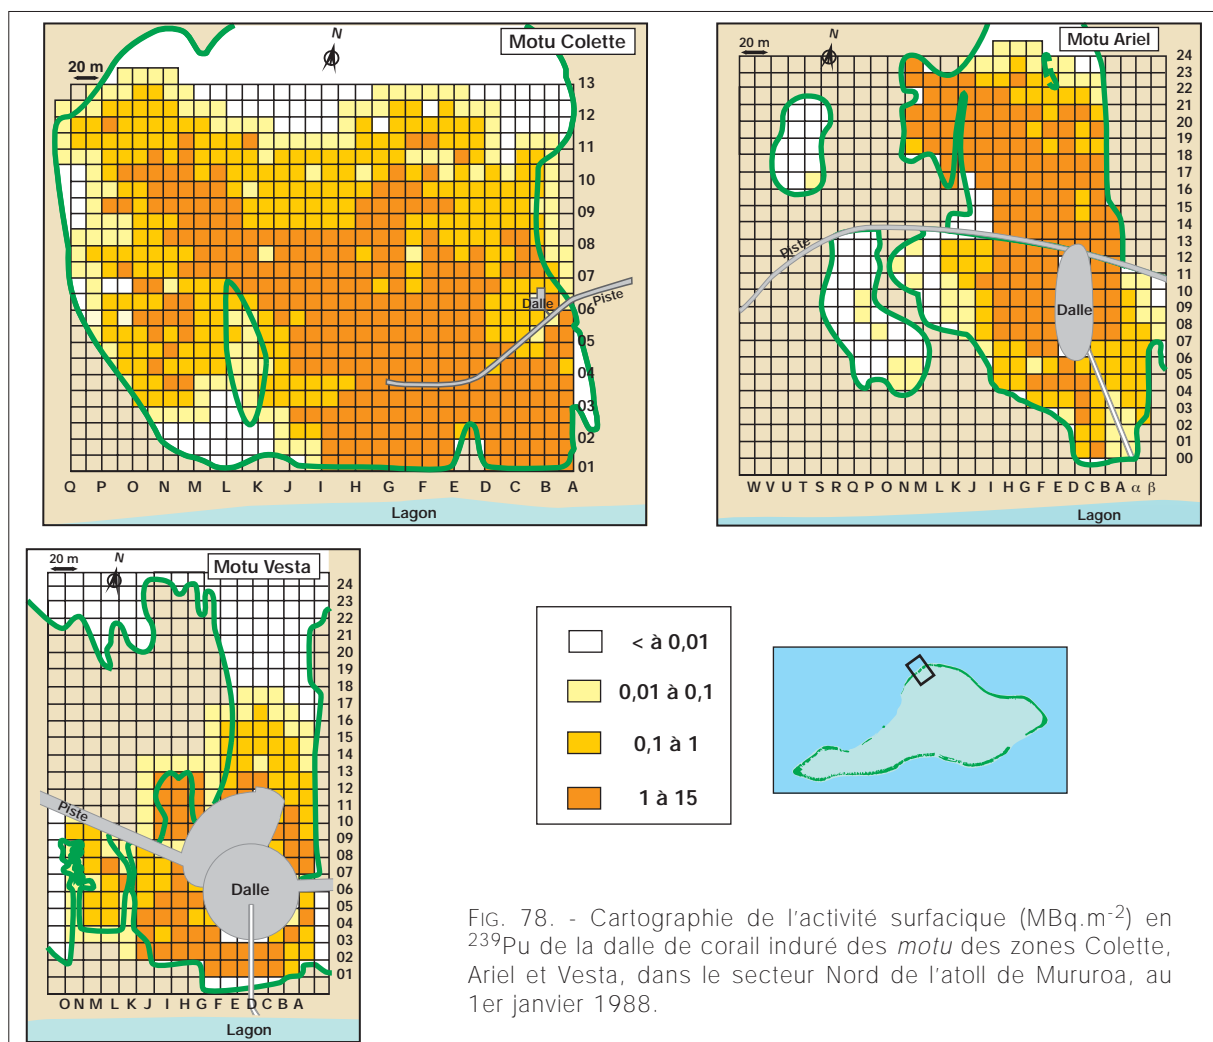 Motu Colette
N
20 m
13
12
11
10
09
08
07
06
05
04
03
02
01
Dalle
Piste
Q P O N M L K J I H G F E D C B A
Lagon
Motu Ariel
N
20 m
24
23
22
21
20
19
18
17
16
15
14
13
12
11
10
09
08
07
06
05
04
03
02
01
00
Piste
Dalle
W V U T S R Q P O N M L K J I H G F E D C B A α β
Lagon
Motu Vesta
N
20 m
24
23
22
21
20
19
18
17
16
15
14
13
12
11
10
09
08
07
06
05
04
03
02
01
Piste
Dalle
O N M L K J I H G F E D C B A
Lagon
< à 0,01
0,01 à 0,1
0,1 à 1
1 à 15
FIG. 78. - Cartographie de l'activité surfacique (MBq.m-2) en
239Pu de la dalle de corail induré des motu des zones Colette,
Ariel et Vesta, dans le secteur Nord de l'atoll de Mururoa, au
1er janvier 1988.